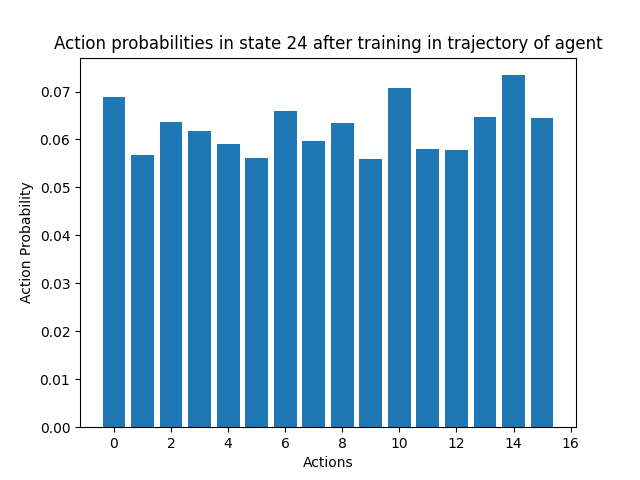 Action probabilities in state 24 after training in trajectory of agent
0.07
0.06
0.05
0.04
0.03
0.02
0.01
0.00
Action Probability
0 2 4 6 8 10 12 14 16
Actions